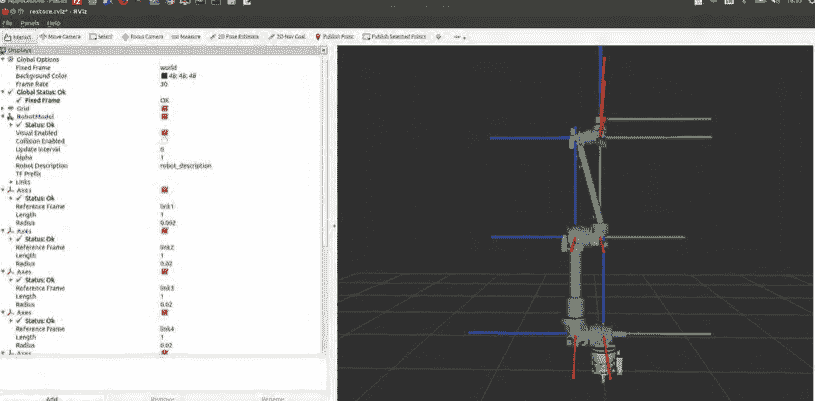 restore.rviz* - RViz
File Panels Help
Interact Move Camera Select Focus Camera Measure 2D Pose Estimate 2D Nav Goal Publish Point Publish Selected Points
Displays
Global Options
Fixed Frame world
Background Color 48; 48; 48
Frame Rate 30
Global Status: Ok
Fixed Frame OK
Grid
RobotModel
Status: Ok
Visual Enabled
Collision Enabled
Update Interval 0
Alpha 1
Robot Description robot_description
TF Prefix
Links
Axes
Status: Ok
Reference Frame link1
Length 1
Radius 0.002
Axes
Status: Ok
Reference Frame link2
Length 1
Radius 0.02
Axes
Status: Ok
Reference Frame link3
Length 1
Radius 0.02
Axes
Status: Ok
Reference Frame link4
Length 1
Radius 0.02
Axes
Add Remove Rename